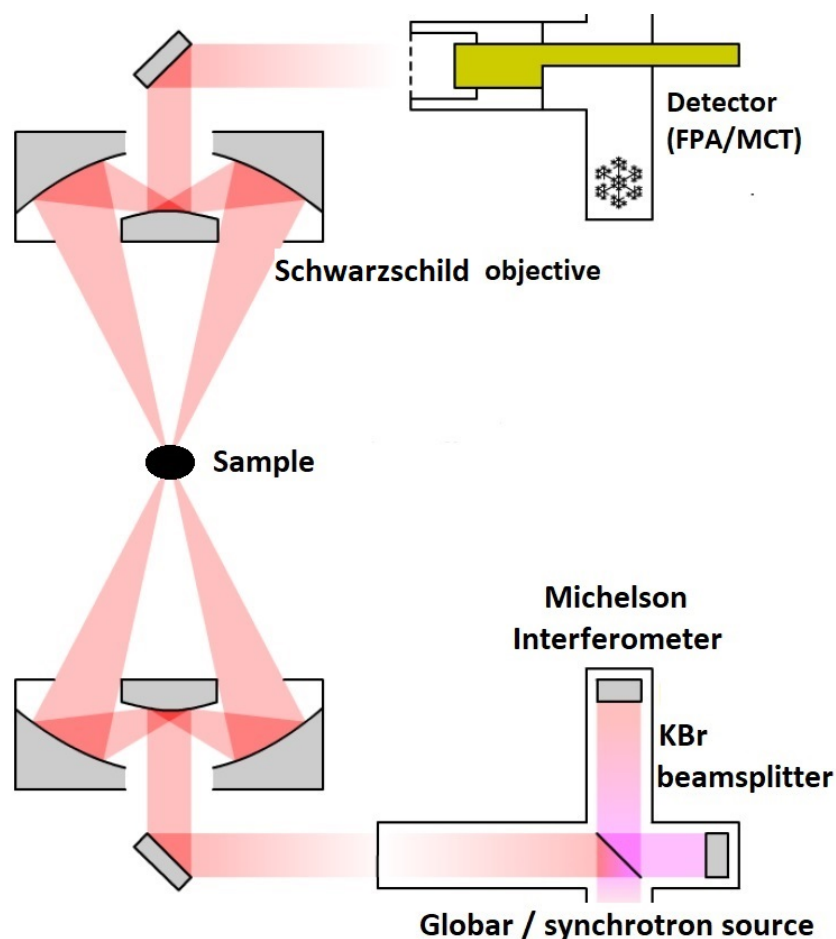 Detector
(FPA/MCT)
Schwarzschild objective
Sample
Michelson
Interferometer
KBr
beamsplitter
Globar / synchrotron source